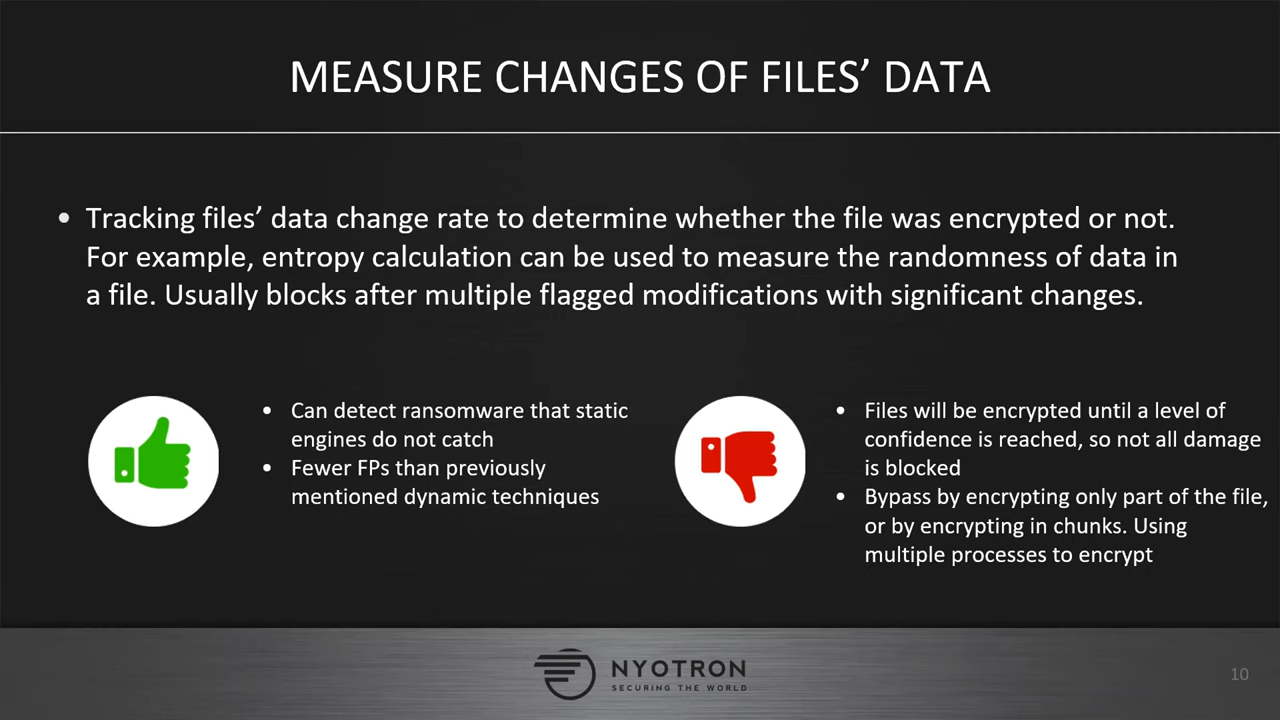 MEASURE CHANGES OF FILES’ DATA
• Tracking files’ data change rate to determine whether the file was encrypted or not.
For example, entropy calculation can be used to measure the randomness of data in
a file. Usually blocks after multiple flagged modifications with significant changes.
• Can detect ransomware that static
engines do not catch
• Fewer FPs than previously
mentioned dynamic techniques
• Files will be encrypted until a level of
confidence is reached, so not all damage
is blocked
• Bypass by encrypting only part of the file,
or by encrypting in chunks. Using
multiple processes to encrypt
NYOTRON
SECURING THE WORLD
10